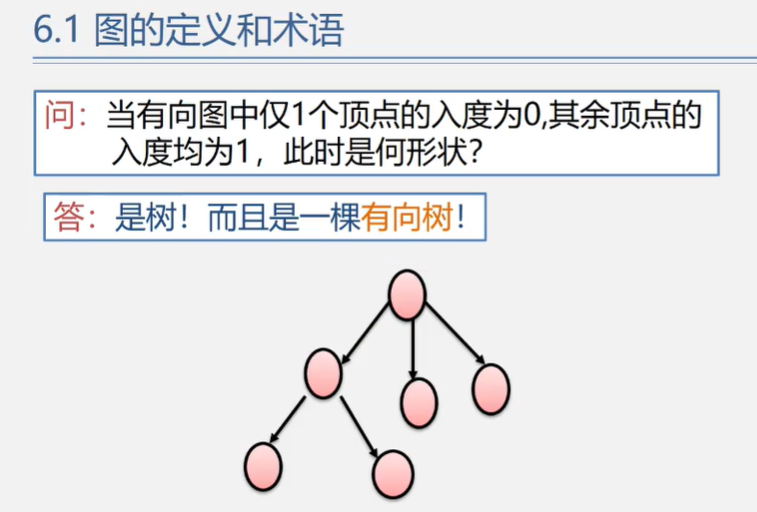 6.1 图的定义和术语
问：当有向图中仅1个顶点的入度为0,其余顶点的
入度均为1，此时是何形状？
答：是树！而且是一棵有向树！